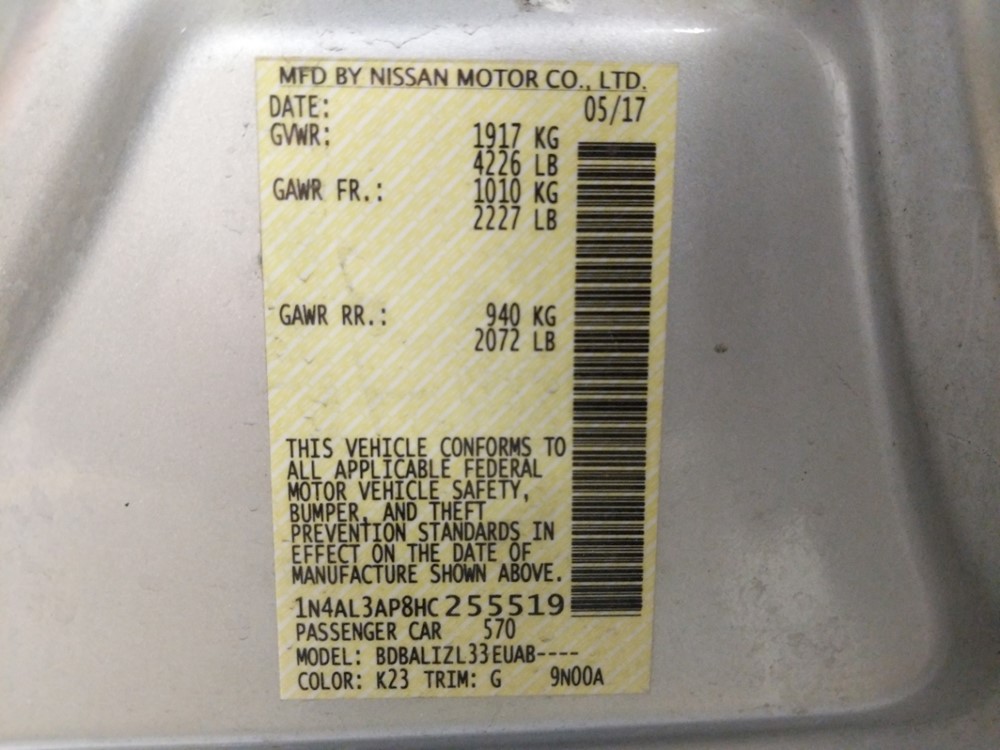 MFD BY NISSAN MOTOR CO., LTD.
DATE: 05/17
GVWR: 1917 KG
4226 LB
GAWR FR.: 1010 KG
2227 LB
GAWR RR.: 940 KG
2072 LB
THIS VEHICLE CONFORMS TO
ALL APPLICABLE FEDERAL
MOTOR VEHICLE SAFETY,
BUMPER, AND THEFT
PREVENTION STANDARDS IN
EFFECT ON THE DATE OF
MANUFACTURE SHOWN ABOVE.
1N4AL3AP8HC255519
PASSENGER CAR 570
MODEL: BDBALIZL33EUAB----
COLOR: K23 TRIM: G 9N00A